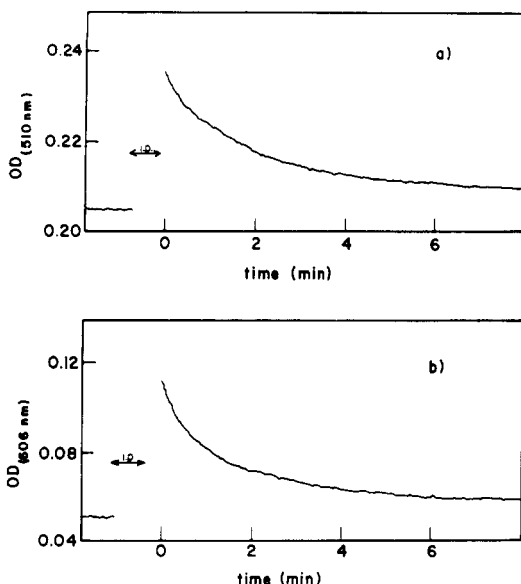 a)
0.24
0.22
0.20
OD(510 nm)
I.D.
0 2 4 6
time (min)
b)
0.12
0.08
0.04
OD(606 nm)
I.D.
0 2 4 6
time (min)